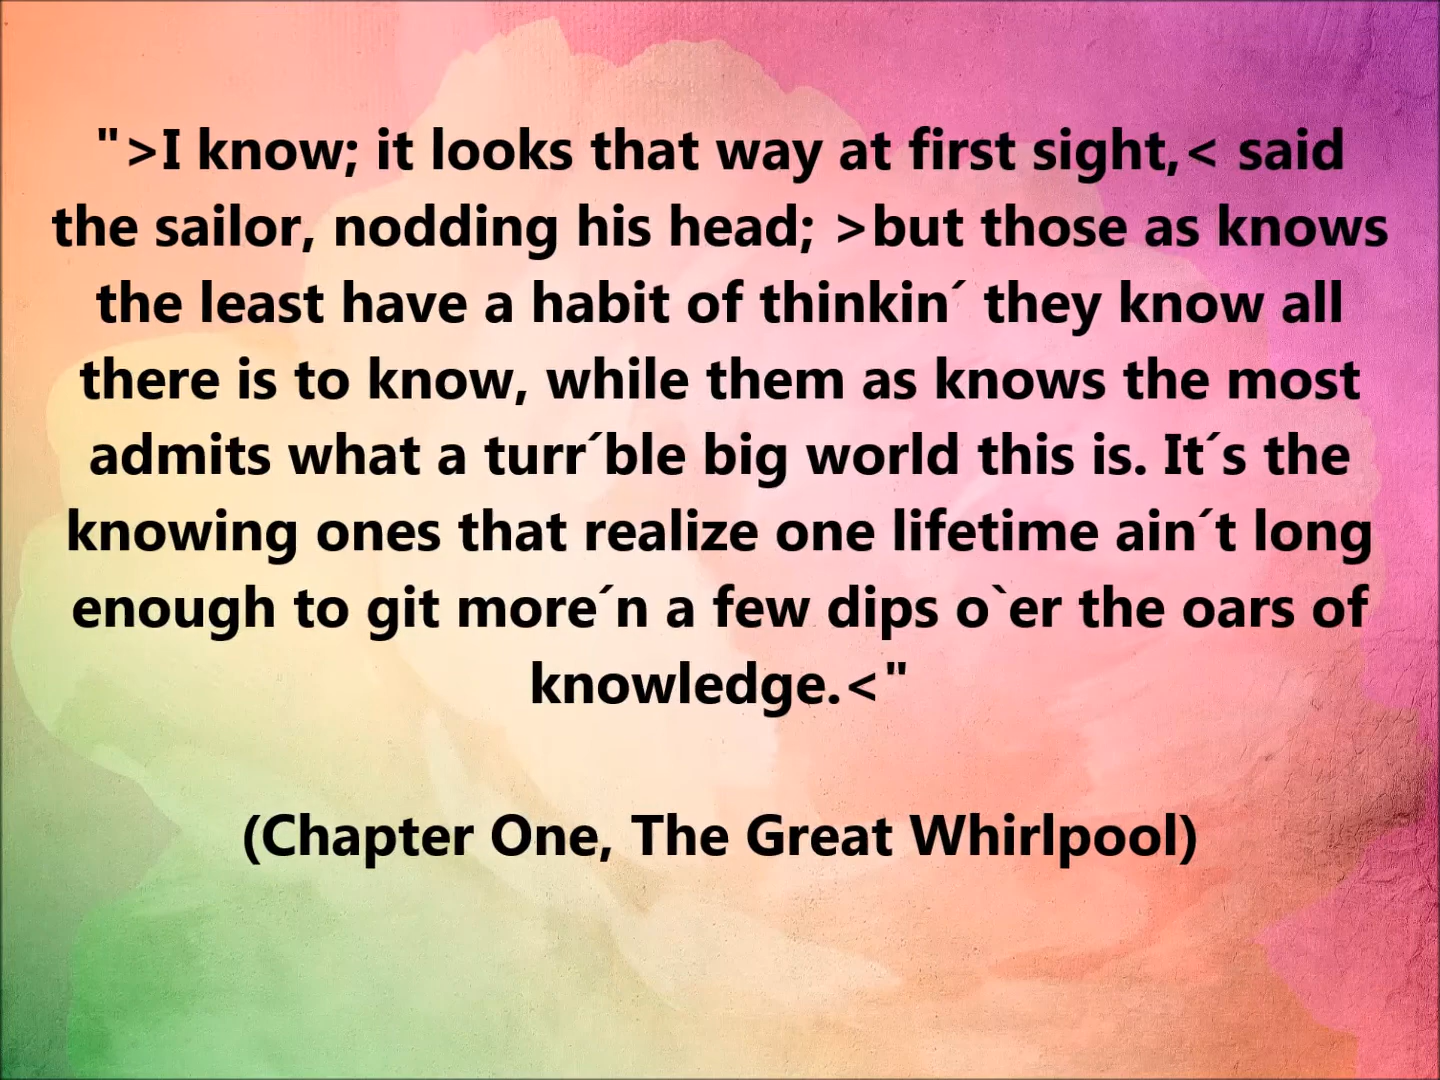 ">I know; it looks that way at first sight,< said
the sailor, nodding his head; >but those as knows
the least have a habit of thinkin´ they know all
there is to know, while them as knows the most
admits what a turr´ble big world this is. It´s the
knowing ones that realize one lifetime ain´t long
enough to git more´n a few dips o`er the oars of
knowledge.<"
(Chapter One, The Great Whirlpool)